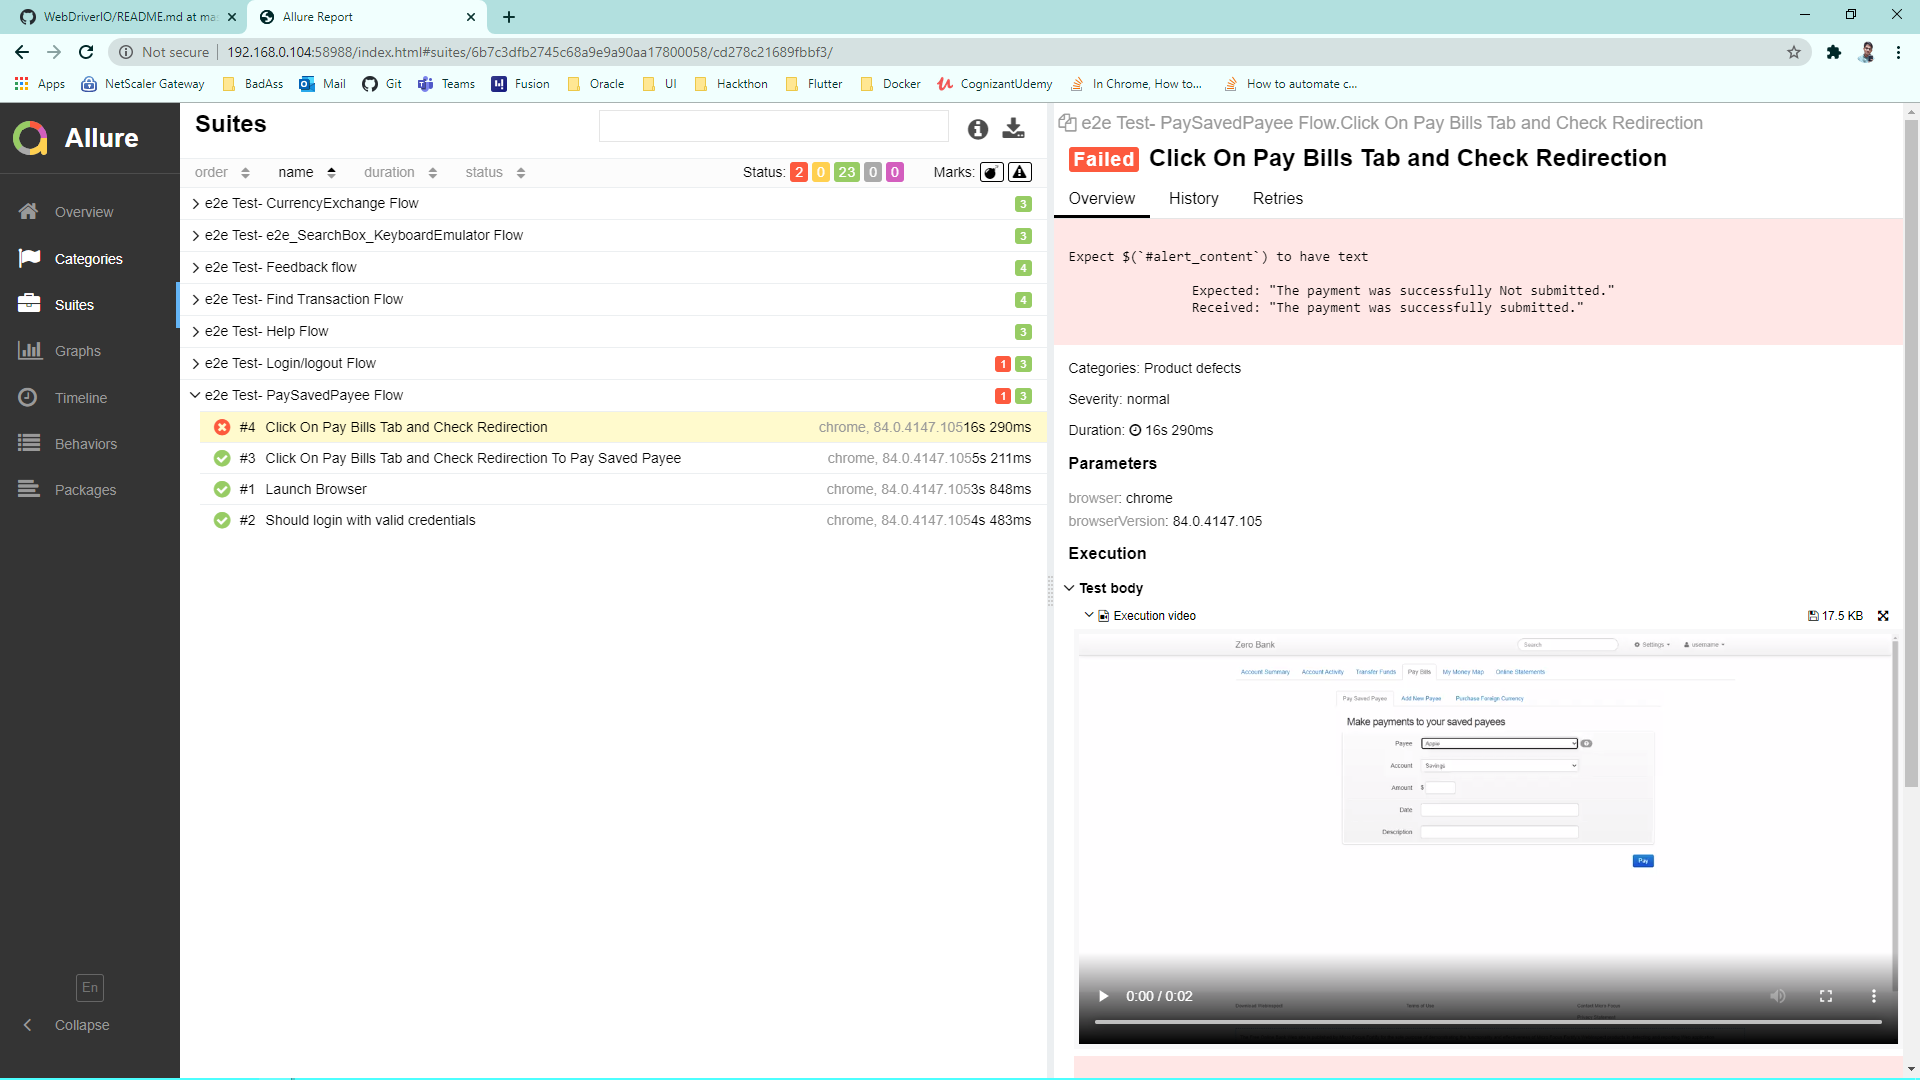 WebDriverIO/README.md at ma
Allure Report
Not secure
192.168.0.104:58988/index.html#suites/6b7c3dfb2745c68a9e9a90aa17800058/cd278c21689fbbf3/
Apps
NetScaler Gateway
BadAss
Mail
Git
Teams
Fusion
Oracle
UI
Hackthon
Flutter
Docker
CognizantUdemy
In Chrome, How to...
How to automate c...
Allure
Overview
Categories
Suites
Graphs
Timeline
Behaviors
Packages
En
Collapse
Suites
order name duration status
Status: 2 0 23 0 0 Marks:
e2e Test- CurrencyExchange Flow 3
e2e Test- e2e_SearchBox_KeyboardEmulator Flow 3
e2e Test- Feedback flow 4
e2e Test- Find Transaction Flow 4
e2e Test- Help Flow 3
e2e Test- Login/logout Flow 1 3
e2e Test- PaySavedPayee Flow 1 3
#4 Click On Pay Bills Tab and Check Redirection chrome, 84.0.4147.10516s 290ms
#3 Click On Pay Bills Tab and Check Redirection To Pay Saved Payee chrome, 84.0.4147.1055s 211ms
#1 Launch Browser chrome, 84.0.4147.1053s 848ms
#2 Should login with valid credentials chrome, 84.0.4147.1054s 483ms
e2e Test- PaySavedPayee Flow.Click On Pay Bills Tab and Check Redirection
Failed Click On Pay Bills Tab and Check Redirection
Overview History Retries
Expect $(`#alert_content`) to have text
Expected: "The payment was successfully Not submitted."
Received: "The payment was successfully submitted."
Categories: Product defects
Severity: normal
Duration: 16s 290ms
Parameters
browser: chrome
browserVersion: 84.0.4147.105
Execution
Test body
Execution video 17.5 KB
Zero Bank Search Settings username
Account Summary Account Activity Transfer Funds Pay Bills My Money Map Online Statements
Pay Saved Payee Add New Payee Purchase Foreign Currency
Make payments to your saved payees
Payee Apple
Account Savings
Amount $
Date
Description
Pay
0:00 / 0:02